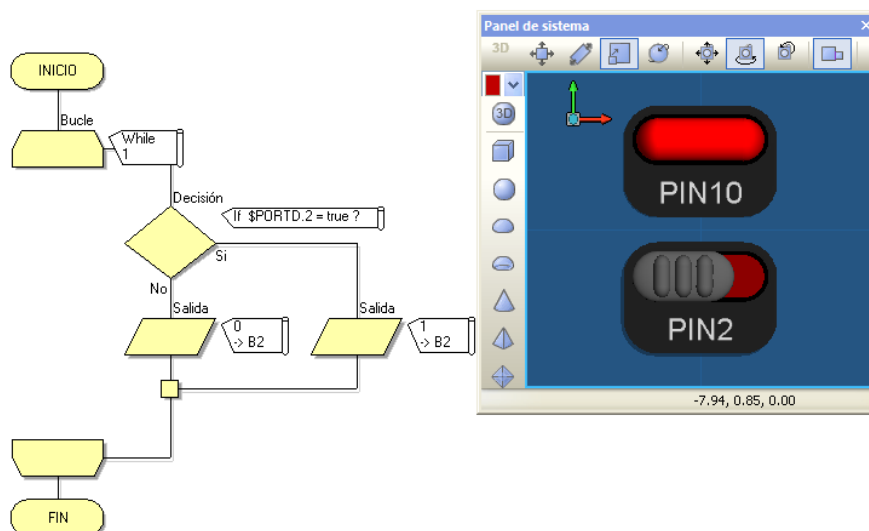 INICIO
Bucle
While
1
Decisión
If $PORTD.2 = true ?
Si
No
Salida
0
-> B2
Salida
1
-> B2
FIN
Panel de sistema
3D
3D
PIN10
PIN2
-7.94, 0.85, 0.00